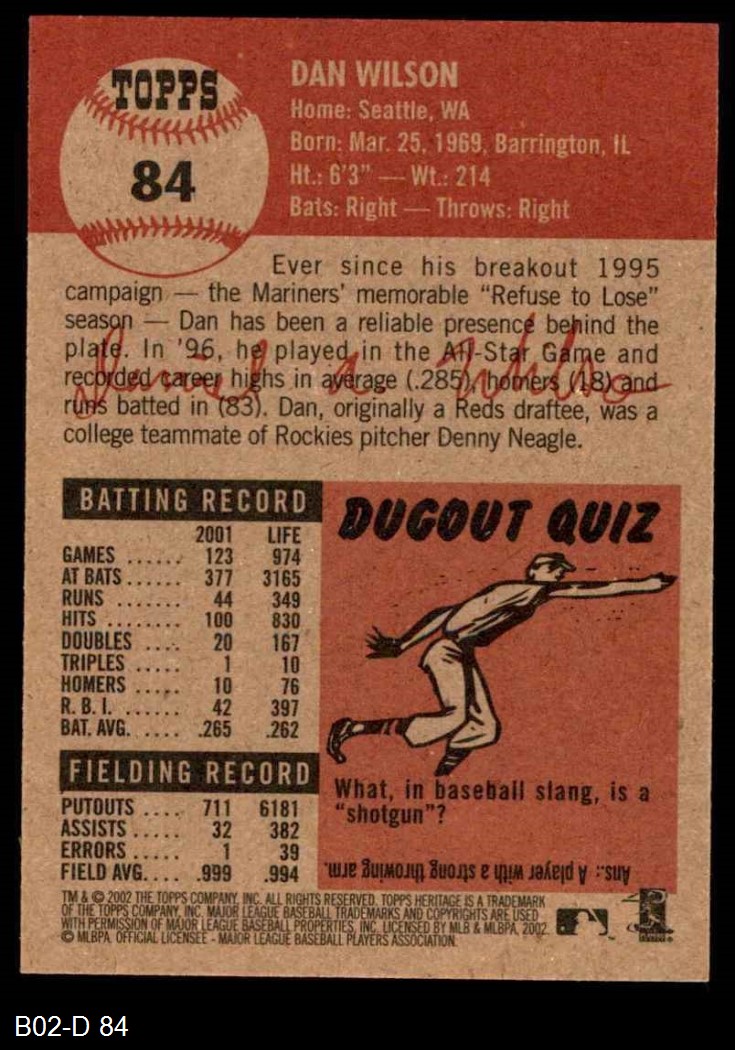 TOPPS
84
DAN WILSON
Home: Seattle, WA
Born: Mar. 25, 1969, Barrington, IL
Ht.: 6'3" — Wt.: 214
Bats: Right — Throws: Right
Ever since his breakout 1995
campaign — the Mariners' memorable "Refuse to Lose"
season — Dan has been a reliable presence behind the
plate. In '96, he played in the All-Star Game and
recorded career highs in average (.285), homers (18) and
runs batted in (83). Dan, originally a Reds draftee, was a
college teammate of Rockies pitcher Denny Neagle.
Daniel A. Wilson
BATTING RECORD
2001 LIFE
GAMES ...... 123 974
AT BATS...... 377 3165
RUNS ....... 44 349
HITS ........ 100 830
DOUBLES .... 20 167
TRIPLES ..... 1 10
HOMERS ..... 10 76
R. B. I. ...... 42 397
BAT. AVG. .... .265 .262
FIELDING RECORD
PUTOUTS .... 711 6181
ASSISTS ..... 32 382
ERRORS ..... 1 39
FIELD AVG.... .999 .994
DUGOUT QUIZ
What, in baseball slang, is a
"shotgun"?
Ans.: A player with a strong throwing arm.
TM & © 2002 THE TOPPS COMPANY, INC. ALL RIGHTS RESERVED. TOPPS HERITAGE IS A TRADEMARK
OF THE TOPPS COMPANY, INC. MAJOR LEAGUE BASEBALL TRADEMARKS AND COPYRIGHTS ARE USED
WITH PERMISSION OF MAJOR LEAGUE BASEBALL PROPERTIES, INC. LICENSED BY MLB & MLBPA, 2002
© MLBPA. OFFICIAL LICENSEE - MAJOR LEAGUE BASEBALL PLAYERS ASSOCIATION.
B02-D 84